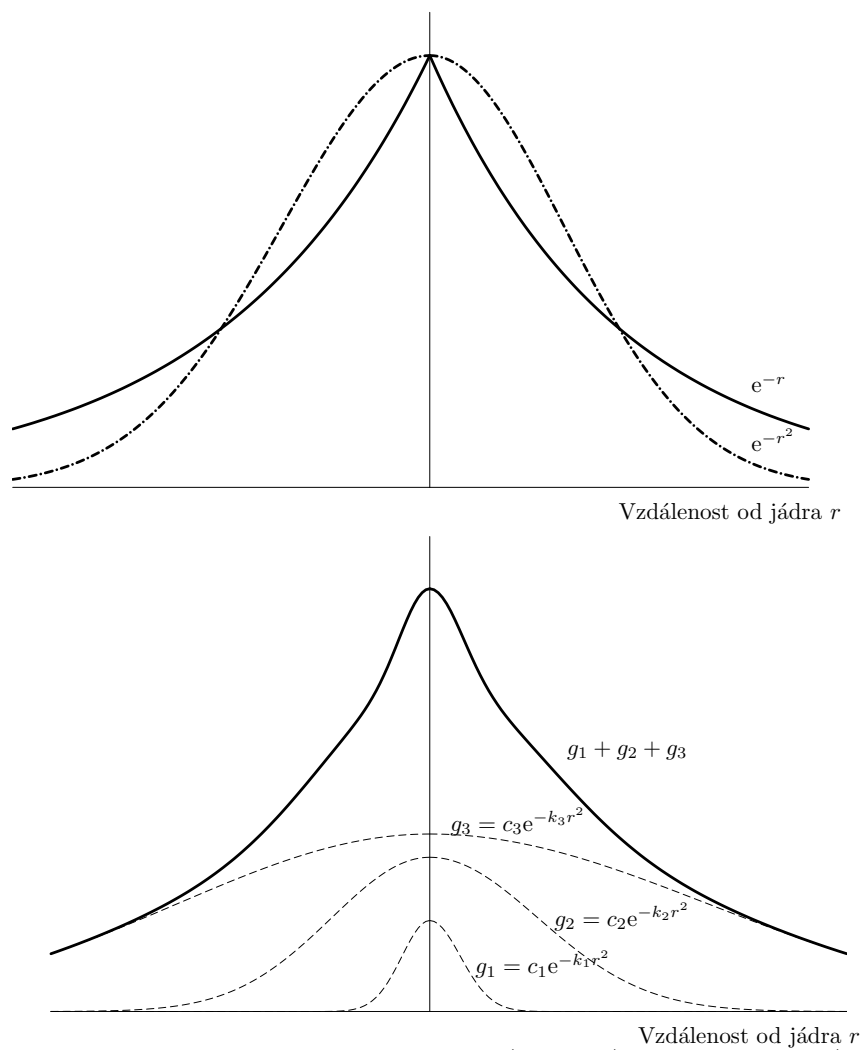 e^{-r}
e^{-r^2}
Vzdálenost od jádra r
g_1 + g_2 + g_3
g_3 = c_3e^{-k_3r^2}
g_2 = c_2e^{-k_2r^2}
g_1 = c_1e^{-k_1r^2}
Vzdálenost od jádra r